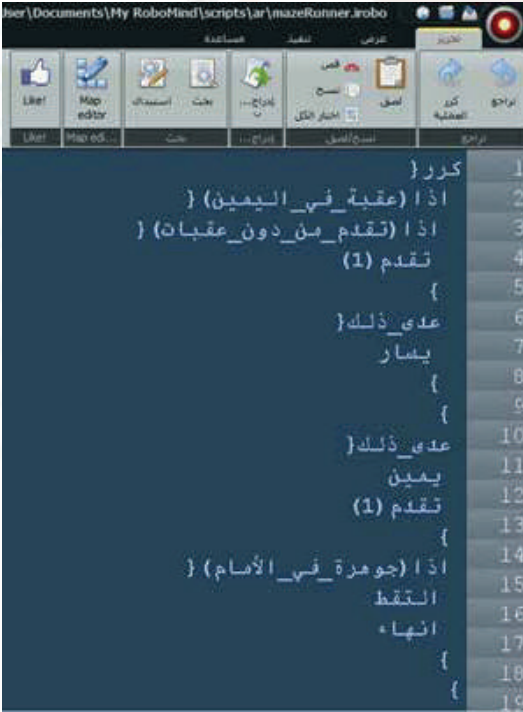 User\Documents\My RoboMind\scripts\ar\mazeRunner.irobo
تحرير عرض تنفيذ مساعدة
تراجع
كرر العملية
لصق
قص
نسخ
اختيار الكل
إدراج...
بحث
استبدال
Map editor
Like!
تراجع
نسخ/لصق
إدراج...
بحث
Map edi...
Like!
1 كرر{
2 اذا(عقبة_في_اليمين) {
3 اذا(تقدم_من_دون_عقبات) {
4 تقدم (1)
5 }
6 عدى_ذلك{
7 يسار
8 }
9 }
10 عدى_ذلك{
11 يمين
12 تقدم (1)
13 }
14 اذا(جوهرة_في_الأمام) {
15 التقط
16 انهاء
17 }
18 }
19